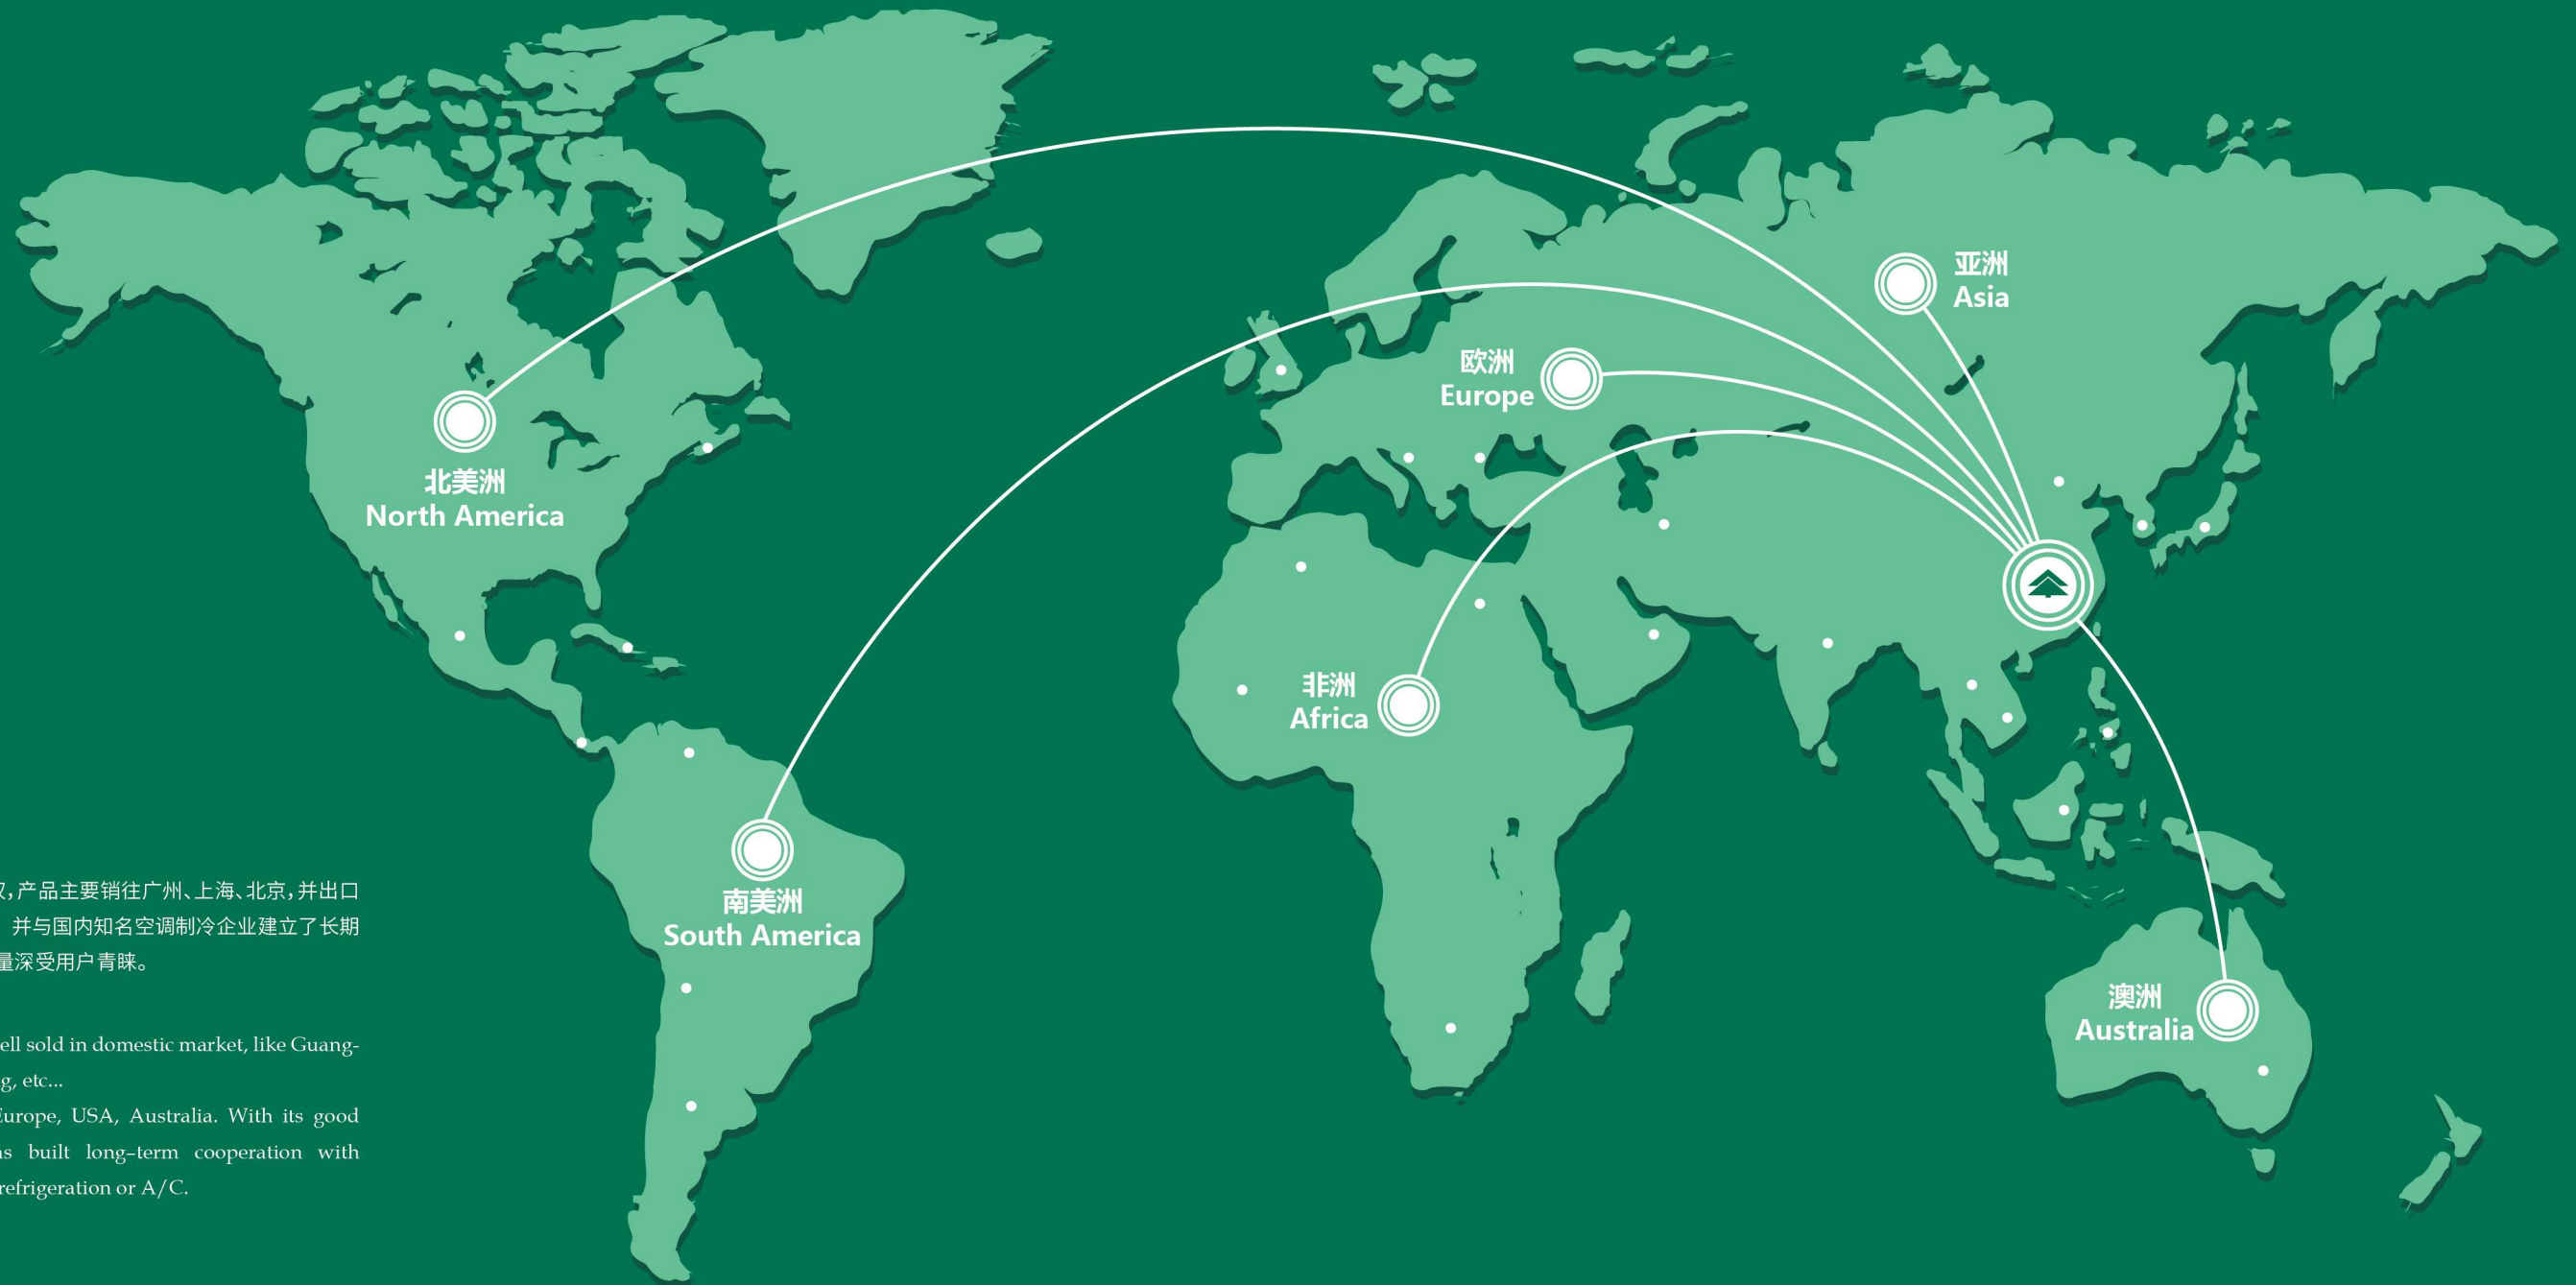 亚洲
Asia
欧洲
Europe
北美洲
North America
非洲
Africa
南美洲
South America
澳洲
Australia
,产品主要销往广州、上海、北京,并出口
并与国内知名空调制冷企业建立了长期
量深受用户青睐。
ell sold in domestic market, like Guang-
g, etc...
Europe, USA, Australia. With its good
s built long-term cooperation with
refrigeration or A/C.